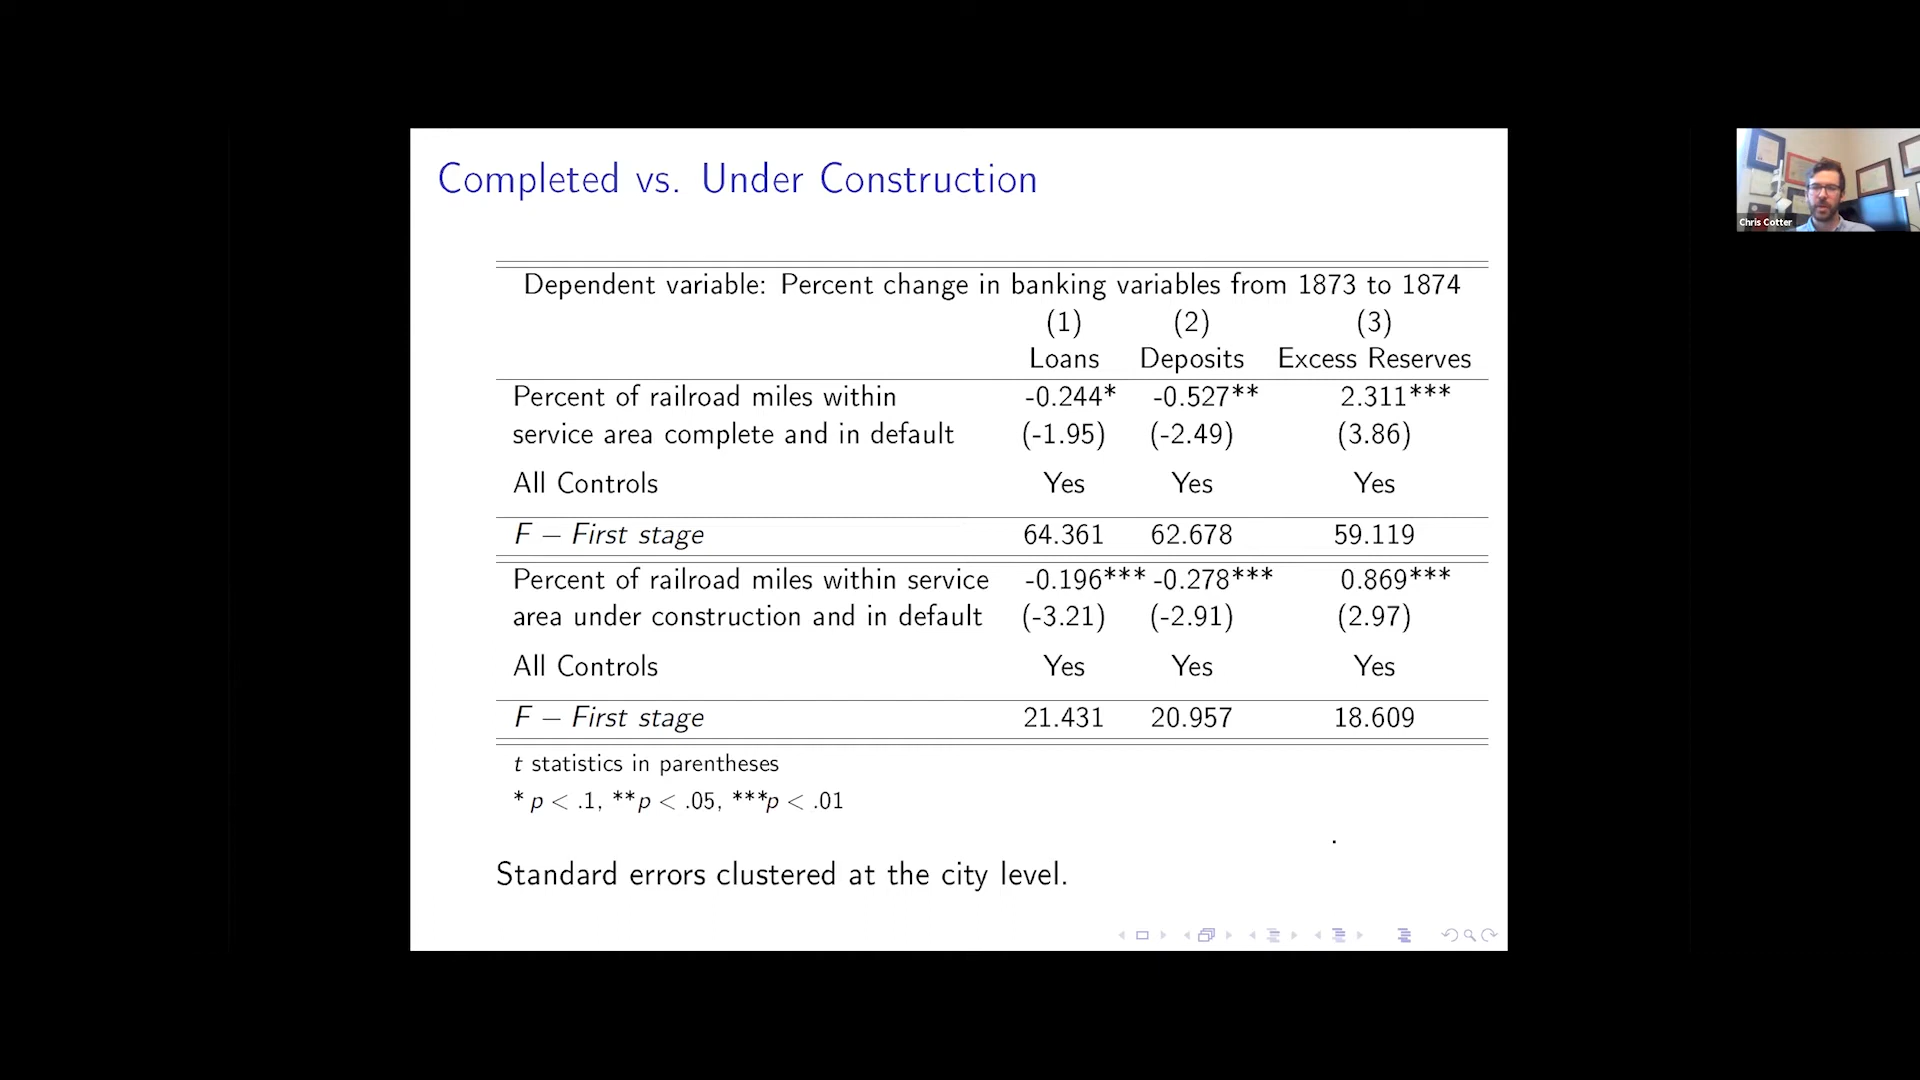 Completed vs. Under Construction
Chris Cotter
Dependent variable: Percent change in banking variables from 1873 to 1874
(1) (2) (3)
Loans Deposits Excess Reserves
Percent of railroad miles within -0.244* -0.527** 2.311***
service area complete and in default (-1.95) (-2.49) (3.86)
All Controls Yes Yes Yes
F − First stage 64.361 62.678 59.119
Percent of railroad miles within service -0.196*** -0.278*** 0.869***
area under construction and in default (-3.21) (-2.91) (2.97)
All Controls Yes Yes Yes
F − First stage 21.431 20.957 18.609
t statistics in parentheses
* p < .1, **p < .05, ***p < .01
.
Standard errors clustered at the city level.